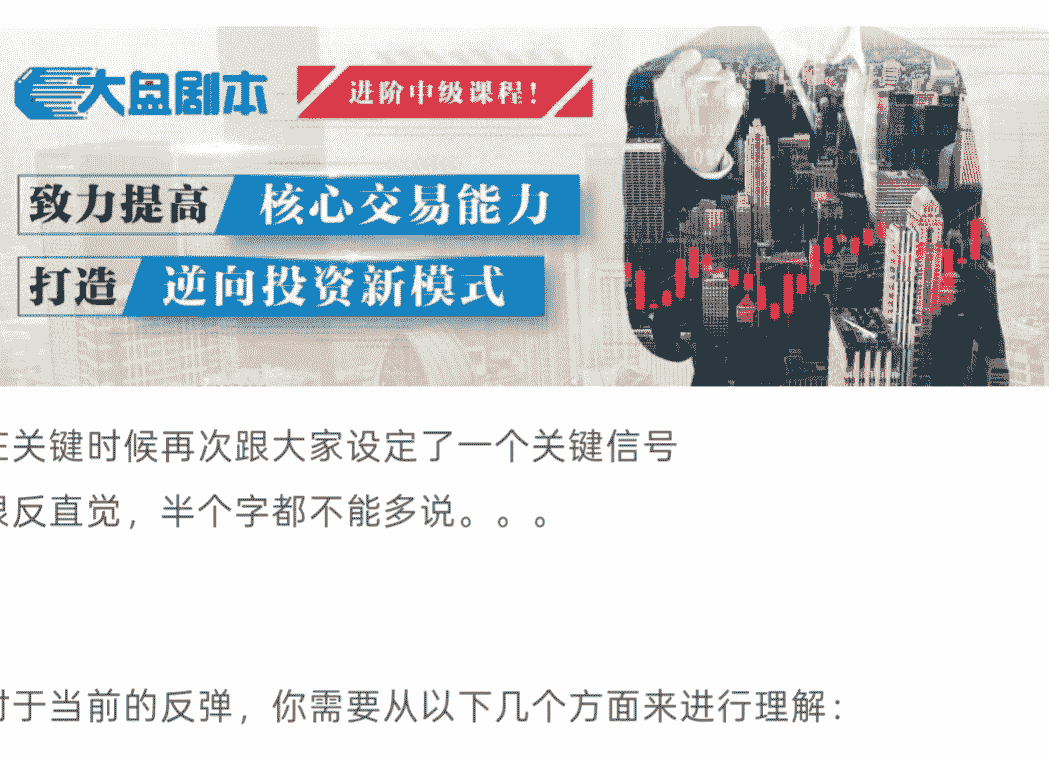 大盘剧本
进阶中级课程!
致力提高 核心交易能力
打造 逆向投资新模式
关键时候再次跟大家设定了一个关键信号
反直觉，半个字都不能多说。。。
于当前的反弹，你需要从以下几个方面来进行理解：